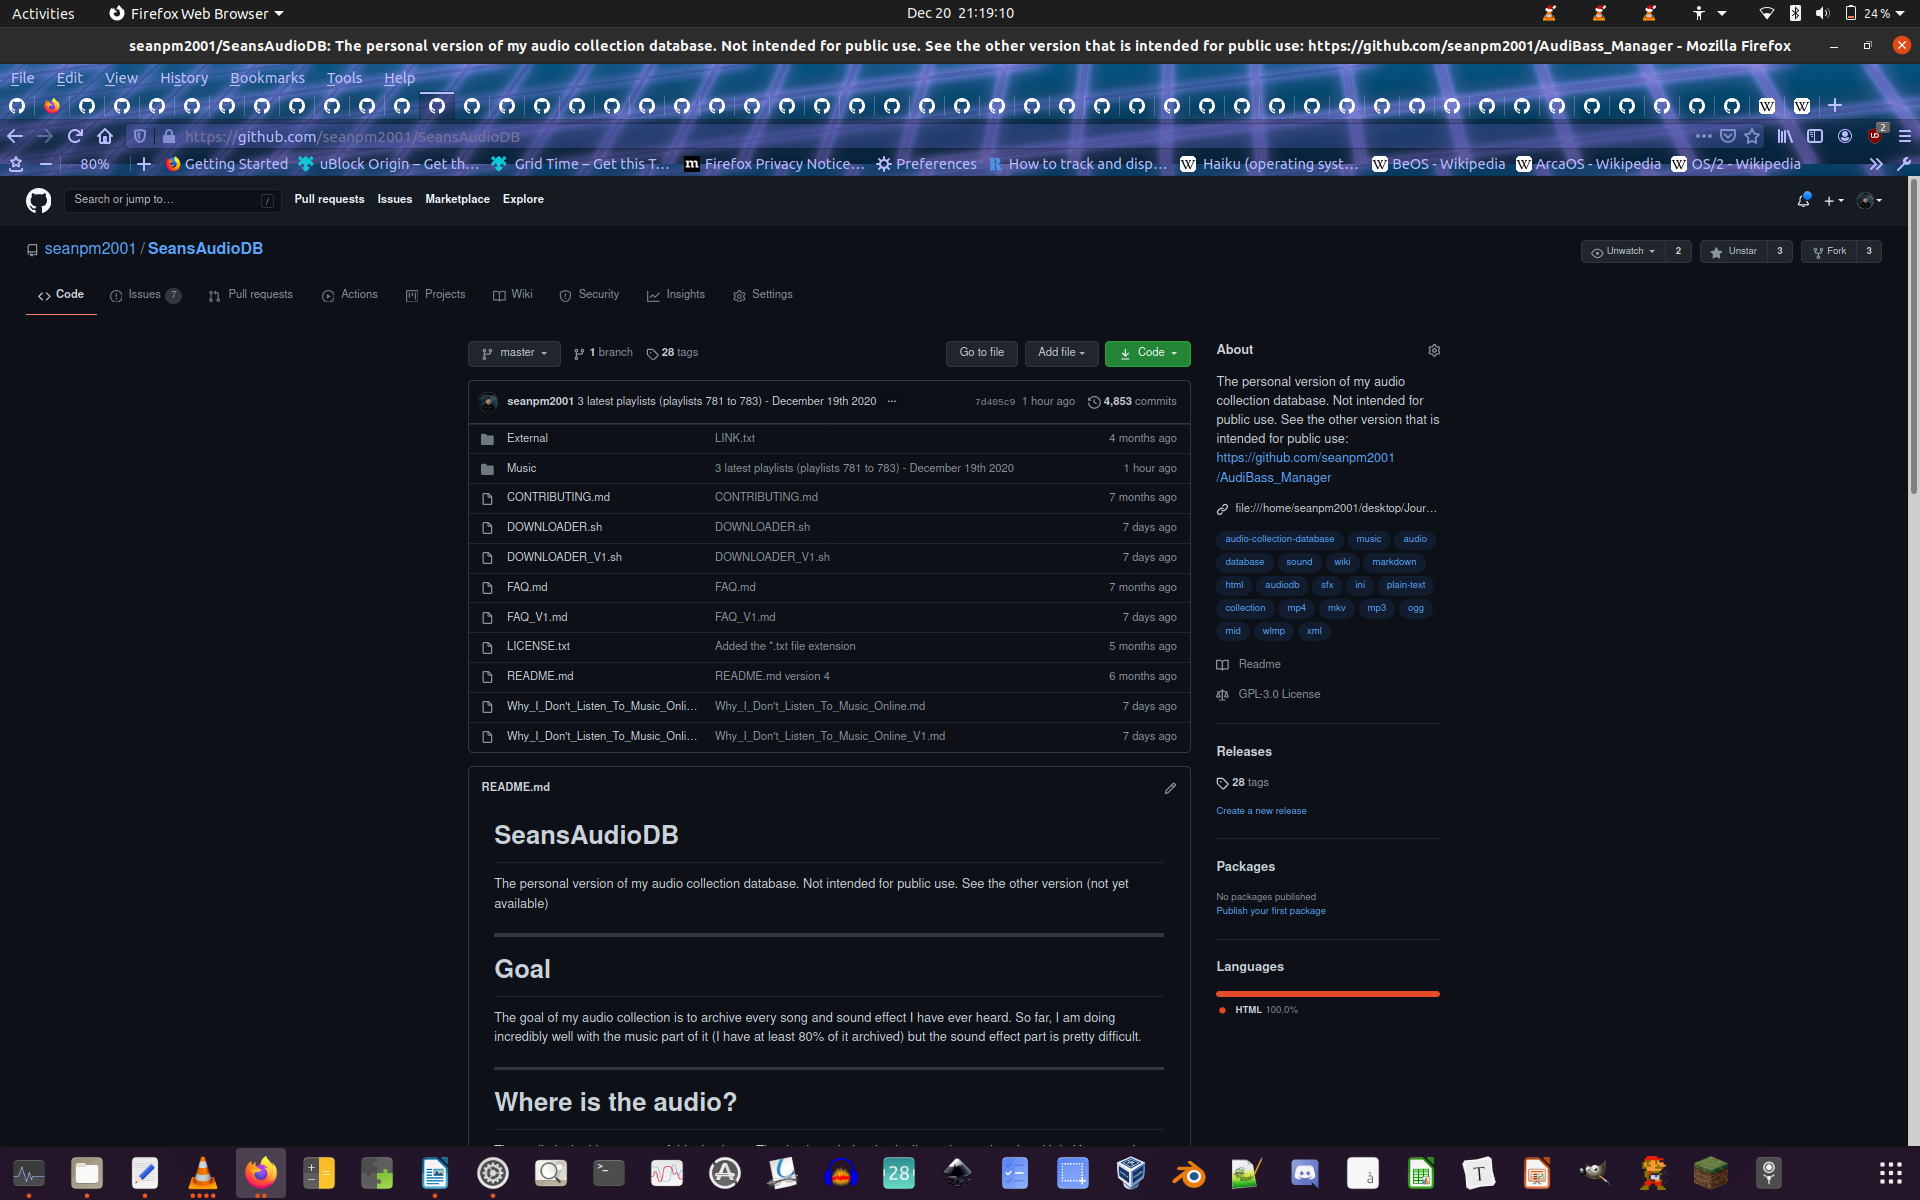 Activities Firefox Web Browser Dec 20 21:19:10 24 %
seanpm2001/SeansAudioDB: The personal version of my audio collection database. Not intended for public use. See the other version that is intended for public use: https://github.com/seanpm2001/AudiBass_Manager - Mozilla Firefox
File Edit View History Bookmarks Tools Help
https://github.com/seanpm2001/SeansAudioDB 2
80% Getting Started uBlock Origin – Get th… Grid Time – Get this T… Firefox Privacy Notice… Preferences How to track and disp… Haiku (operating syst… BeOS - Wikipedia ArcaOS - Wikipedia OS/2 - Wikipedia
Search or jump to… / Pull requests Issues Marketplace Explore
seanpm2001 / SeansAudioDB Unwatch 2 Unstar 3 Fork 3
Code Issues 7 Pull requests Actions Projects Wiki Security Insights Settings
master 1 branch 28 tags Go to file Add file Code
seanpm2001 3 latest playlists (playlists 781 to 783) - December 19th 2020 ... 7d405c9 1 hour ago 4,853 commits
External LINK.txt 4 months ago
Music 3 latest playlists (playlists 781 to 783) - December 19th 2020 1 hour ago
CONTRIBUTING.md CONTRIBUTING.md 7 months ago
DOWNLOADER.sh DOWNLOADER.sh 7 days ago
DOWNLOADER_V1.sh DOWNLOADER_V1.sh 7 days ago
FAQ.md FAQ.md 7 months ago
FAQ_V1.md FAQ_V1.md 7 days ago
LICENSE.txt Added the *.txt file extension 5 months ago
README.md README.md version 4 6 months ago
Why_I_Don't_Listen_To_Music_Onli… Why_I_Don't_Listen_To_Music_Online.md 7 days ago
Why_I_Don't_Listen_To_Music_Onli… Why_I_Don't_Listen_To_Music_Online_V1.md 7 days ago
README.md
SeansAudioDB
The personal version of my audio collection database. Not intended for public use. See the other version (not yet
available)
Goal
The goal of my audio collection is to archive every song and sound effect I have ever heard. So far, I am doing
incredibly well with the music part of it (I have at least 80% of it archived) but the sound effect part is pretty difficult.
Where is the audio?
About
The personal version of my audio
collection database. Not intended for
public use. See the other version that is
intended for public use:
https://github.com/seanpm2001
/AudiBass_Manager
file:///home/seanpm2001/desktop/Jour…
audio-collection-database music audio
database sound wiki markdown
html audiodb sfx ini plain-text
collection mp4 mkv mp3 ogg
mid wlmp xml
Readme
GPL-3.0 License
Releases
28 tags
Create a new release
Packages
No packages published
Publish your first package
Languages
HTML 100.0%
28